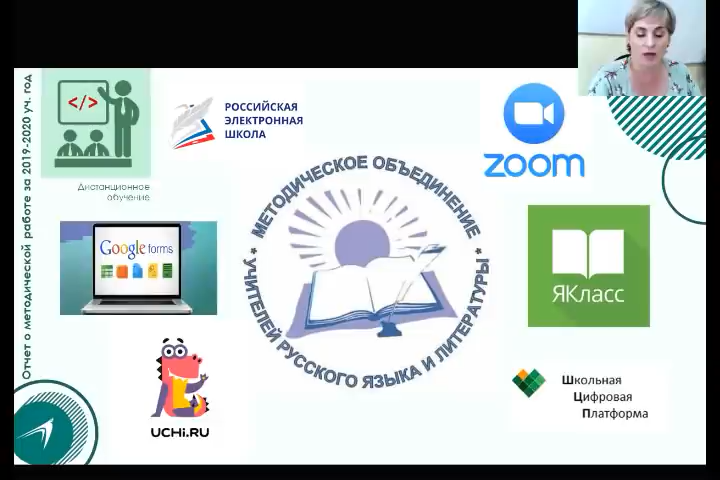 Отчет о методической работе за 2019-2020 уч. год
</>
Дистанционное
обучение
РОССИЙСКАЯ
ЭЛЕКТРОННАЯ
ШКОЛА
zoom
Google forms
МЕТОДИЧЕСКОЕ ОБЪЕДИНЕНИЕ
* УЧИТЕЛЕЙ РУССКОГО ЯЗЫКА И ЛИТЕРАТУРЫ *
ЯКласс
UCHi.RU
Школьная
Цифровая
Платформа